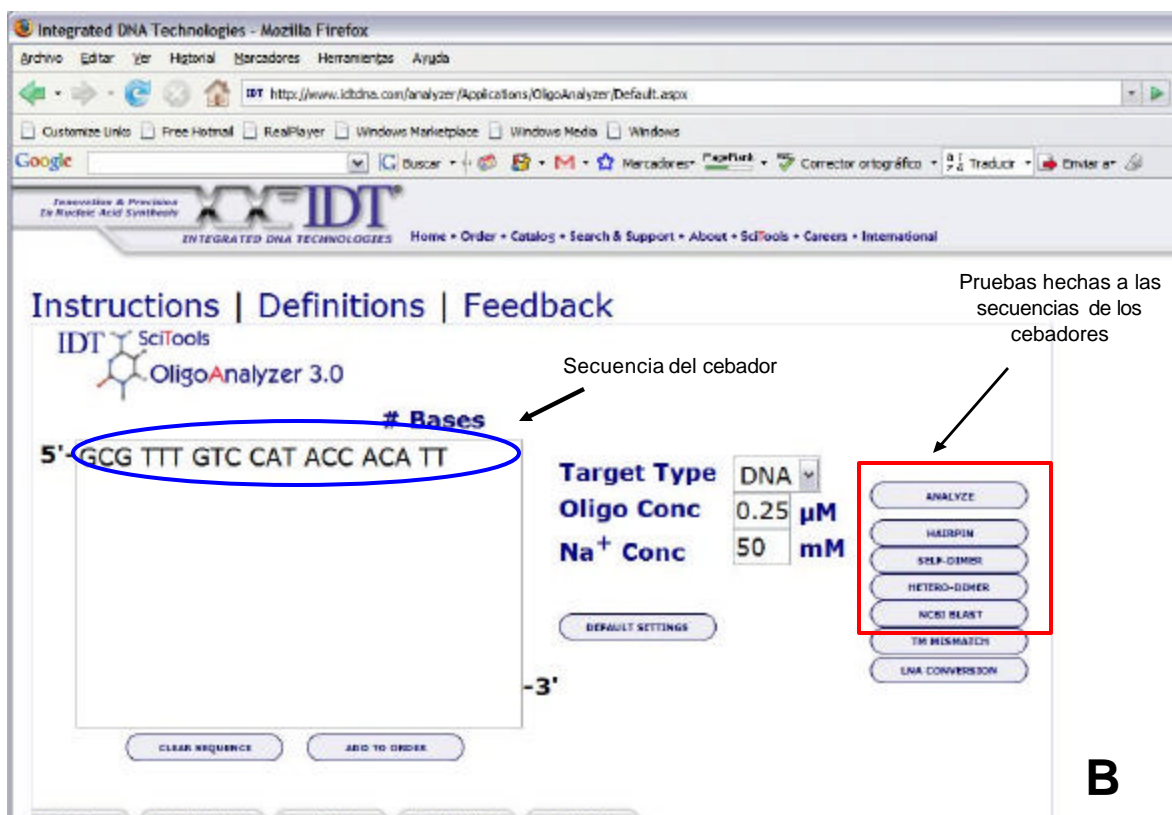 Integrated DNA Technologies - Mozilla Firefox
Archivo Editar Ver Historial Marcadores Herramientas Ayuda
IDT http://www.idtdna.com/analyzer/Applications/OligoAnalyzer/Default.aspx
Customize Links Free Hotmail RealPlayer Windows Marketplace Windows Media Windows
Google Buscar Marcadores PageRank Corrector ortográfico Traducir Enviar a
Innovation & Precision
In Nucleic Acid Synthesis
IDT
INTEGRATED DNA TECHNOLOGIES Home • Order • Catalog • Search & Support • About • SciTools • Careers • International
Pruebas hechas a las
secuencias de los
cebadores
Instructions | Definitions | Feedback
IDT SciTools
OligoAnalyzer 3.0
Secuencia del cebador
# Bases
5'- GCG TTT GTC CAT ACC ACA TT
Target Type DNA
Oligo Conc 0.25 µM
Na+ Conc 50 mM
ANALYZE
HAIRPIN
SELF-DIMER
HETERO-DIMER
NCBI BLAST
TM MISMATCH
LNA CONVERSION
DEFAULT SETTINGS
-3'
CLEAR SEQUENCE ADD TO ORDER
B